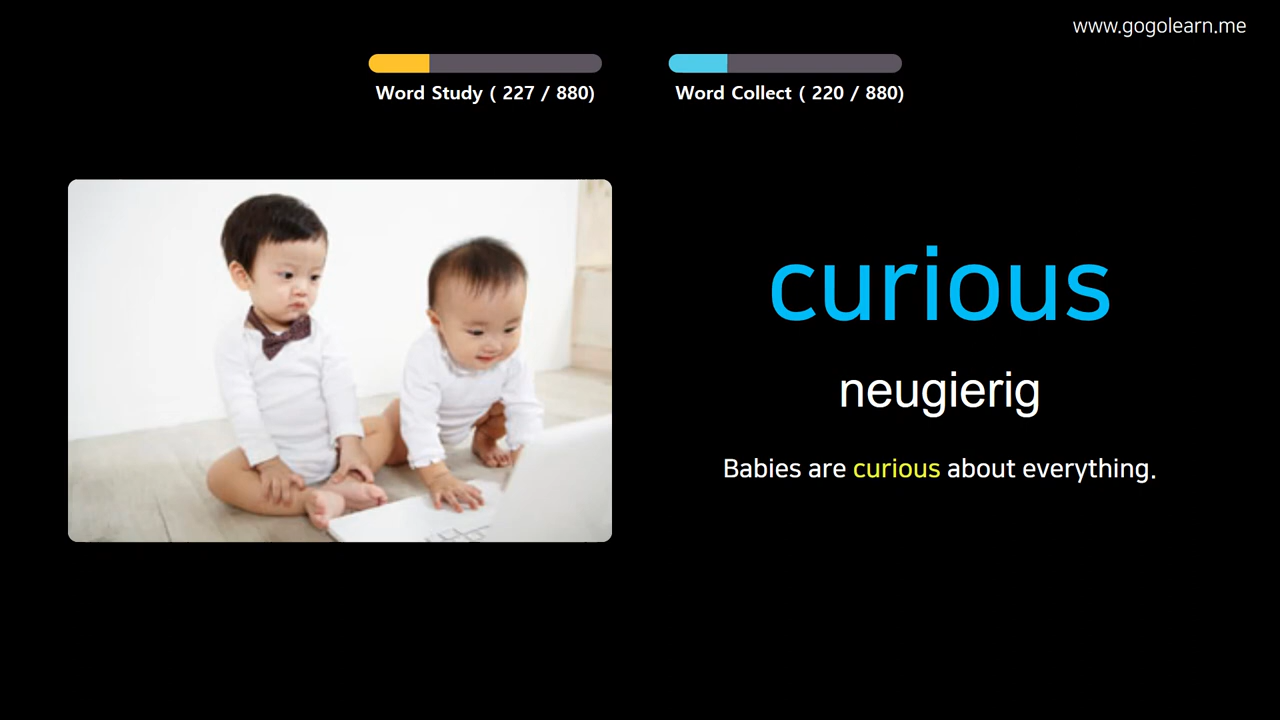 www.gogolearn.me
Word Study ( 227 / 880)
Word Collect ( 220 / 880)
curious
neugierig
Babies are curious about everything.